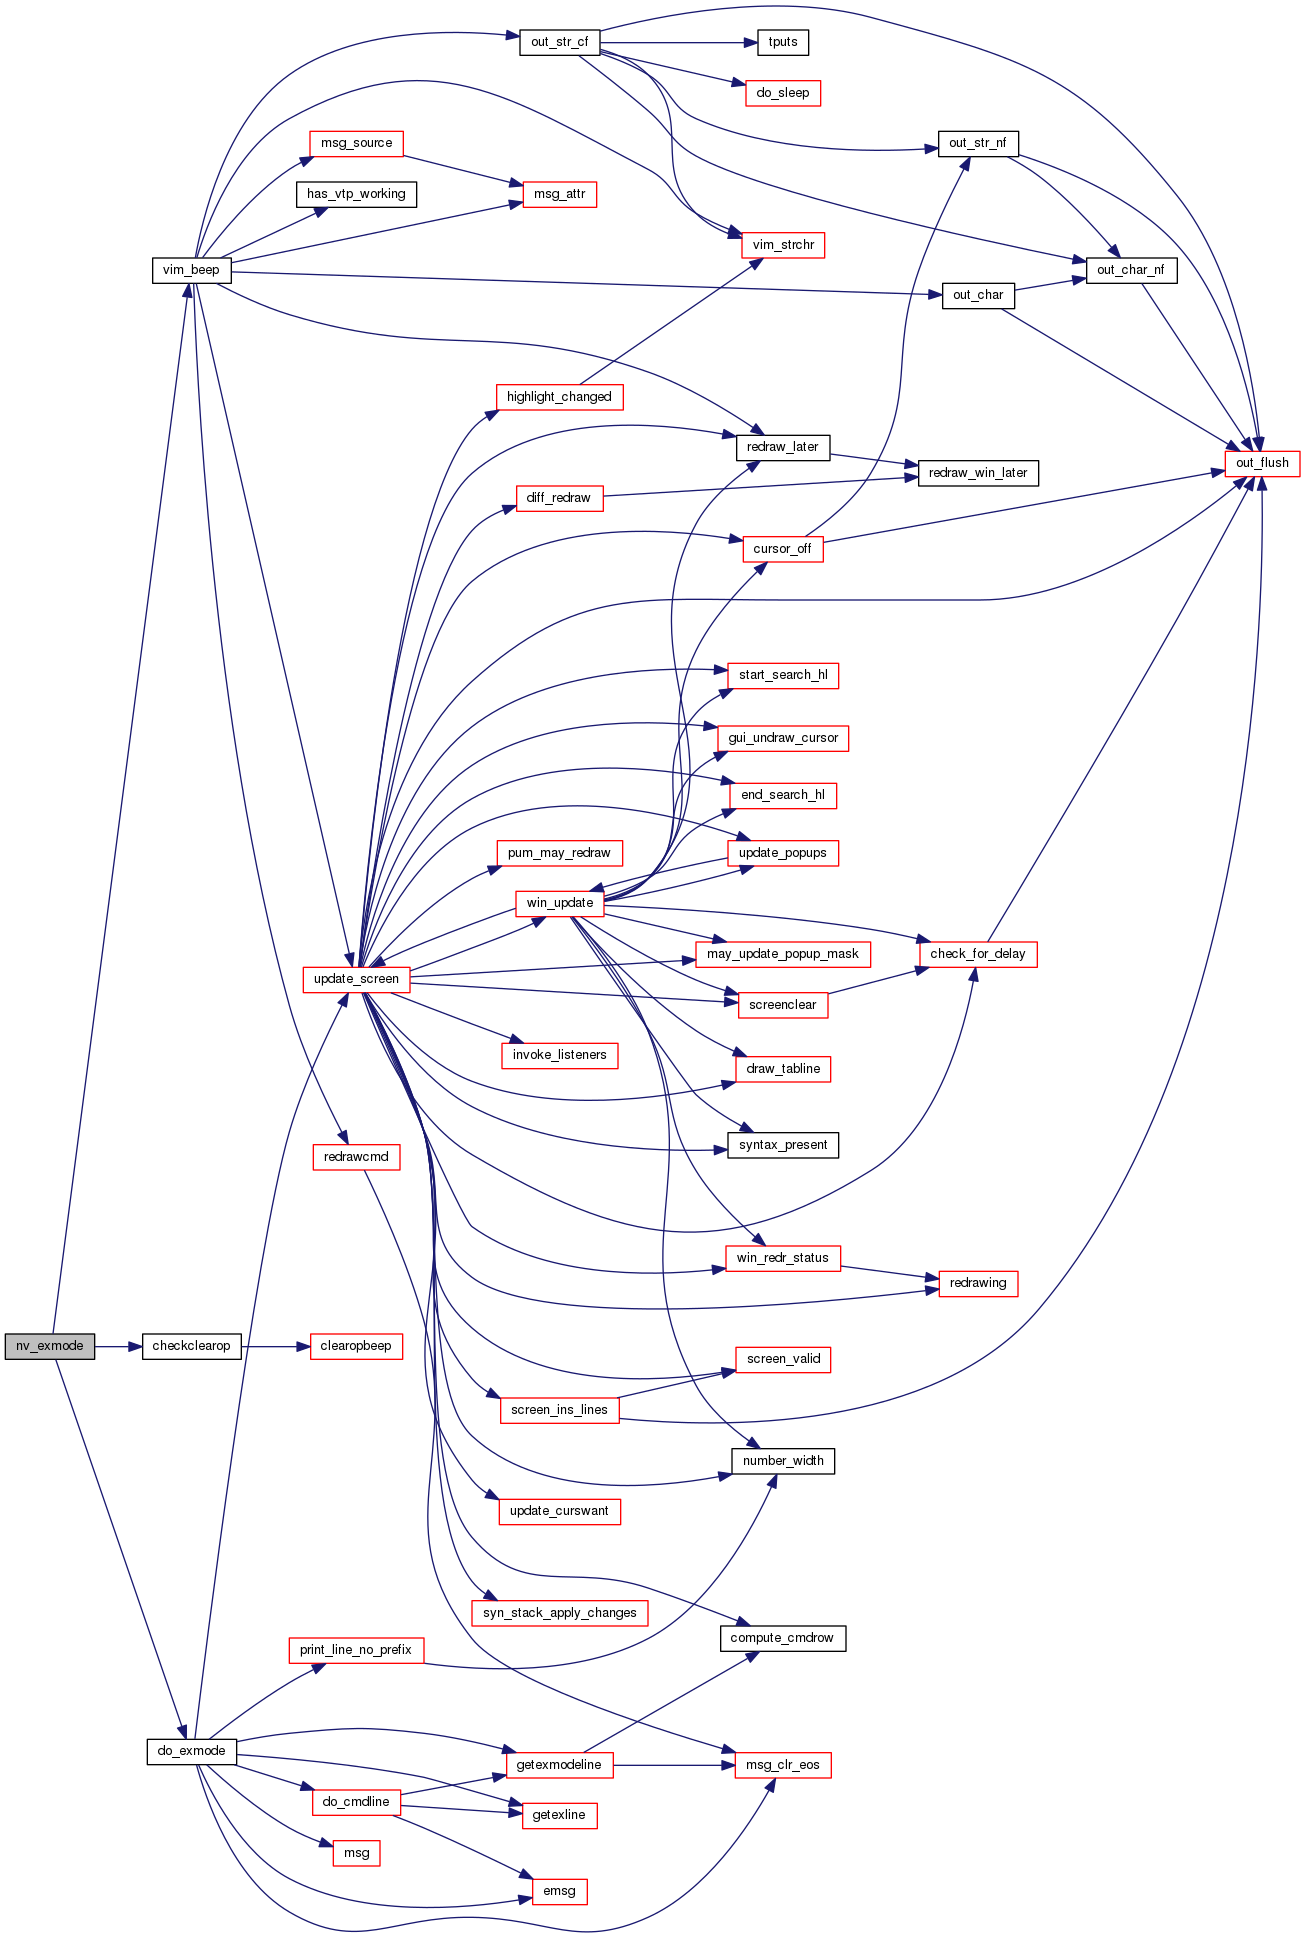 out_str_cf
tputs
do_sleep
msg_source
out_str_nf
has_vtp_working
msg_attr
vim_strchr
vim_beep
out_char_nf
out_char
highlight_changed
redraw_later
out_flush
redraw_win_later
diff_redraw
cursor_off
start_search_hl
gui_undraw_cursor
end_search_hl
pum_may_redraw
update_popups
win_update
may_update_popup_mask
check_for_delay
update_screen
screenclear
invoke_listeners
draw_tabline
syntax_present
redrawcmd
win_redr_status
redrawing
nv_exmode
checkclearop
clearopbeep
screen_valid
screen_ins_lines
number_width
update_curswant
syn_stack_apply_changes
compute_cmdrow
print_line_no_prefix
do_exmode
getexmodeline
msg_clr_eos
do_cmdline
getexline
msg
emsg